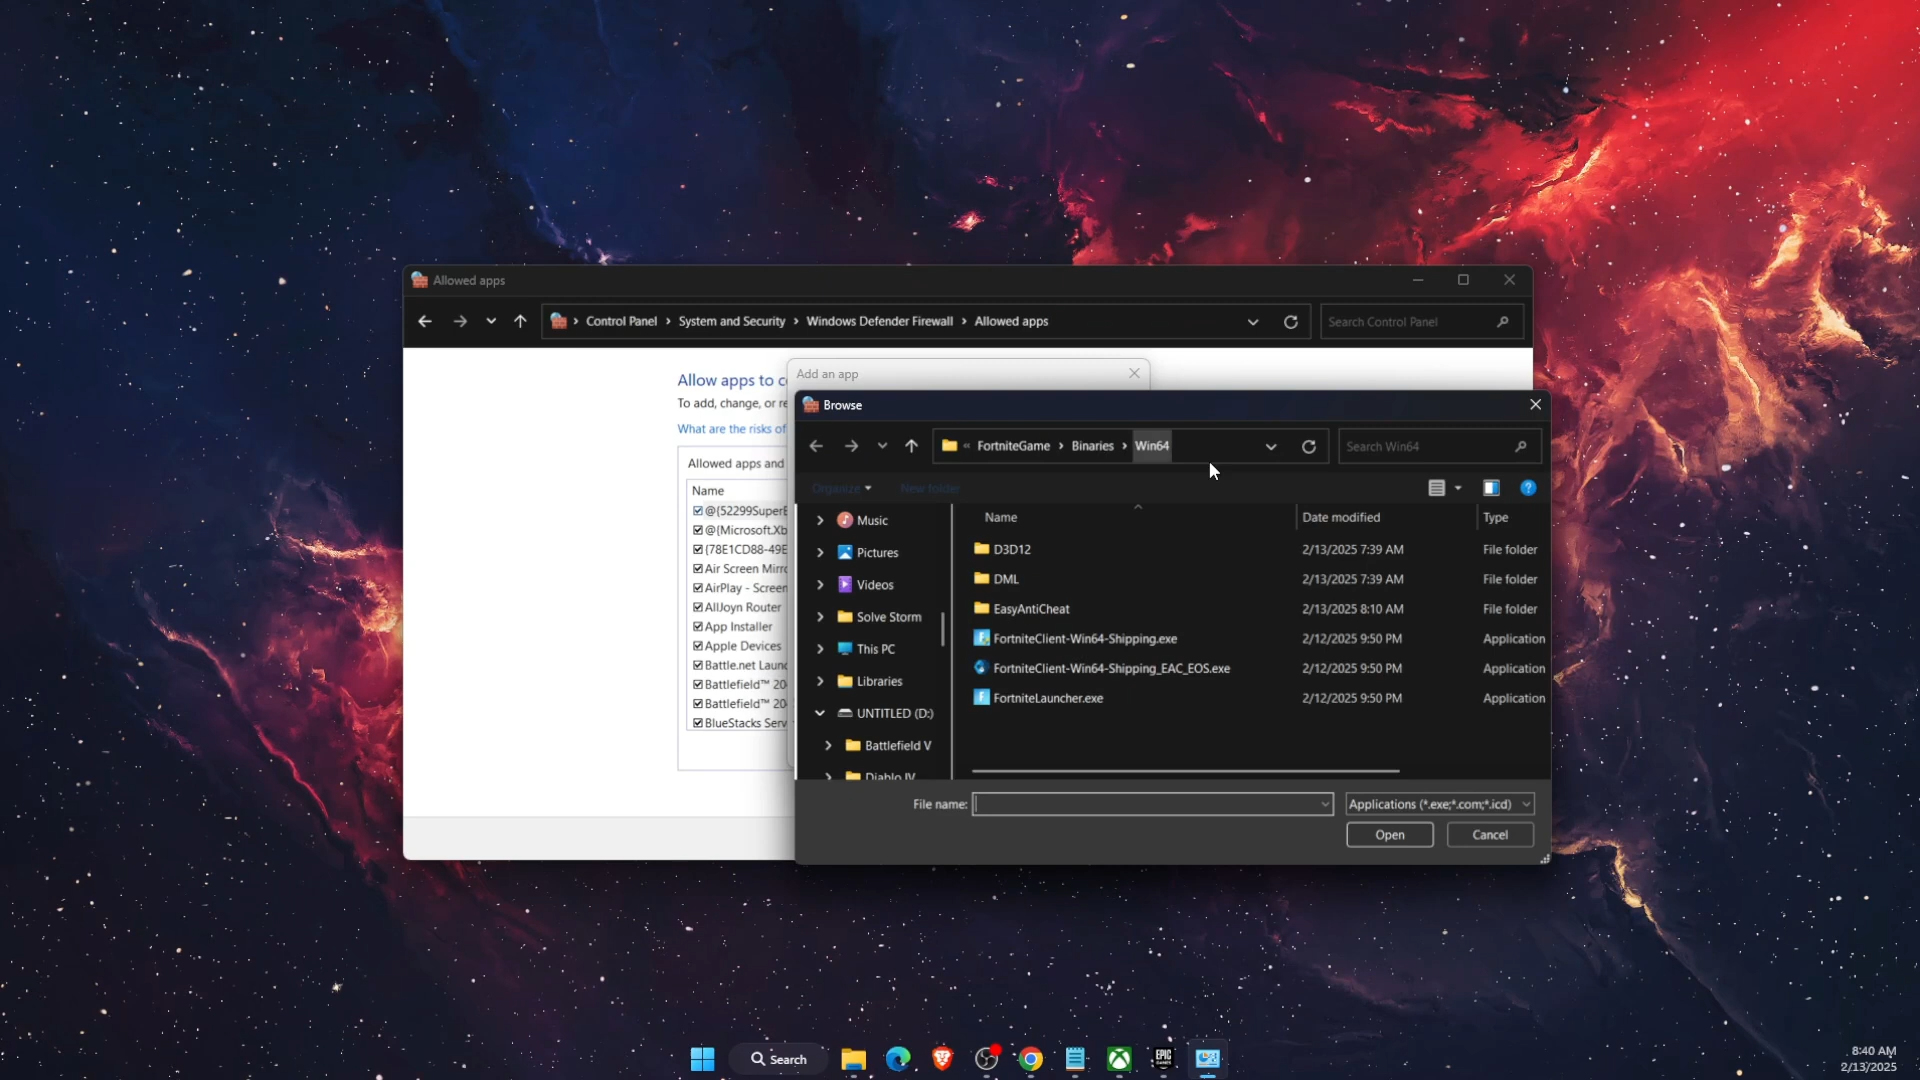 Allowed apps
Control Panel › System and Security › Windows Defender Firewall › Allowed apps
Search Control Panel
Allow apps to c
To add, change, or re
What are the risks of
Allowed apps and
Name
@{52299SuperE
@{Microsoft.Xb
{78E1CD88-49E
Air Screen Mirro
AirPlay - Screen
AllJoyn Router
App Installer
Apple Devices
Battle.net Launc
Battlefield™ 20
Battlefield™ 20
BlueStacks Serv
Add an app
Browse
« FortniteGame › Binaries › Win64
Search Win64
Organize
New folder
Music
Pictures
Videos
Solve Storm
This PC
Libraries
UNTITLED (D:)
Battlefield V
Diablo IV
Name Date modified Type
D3D12 2/13/2025 7:39 AM File folder
DML 2/13/2025 7:39 AM File folder
EasyAntiCheat 2/13/2025 8:10 AM File folder
FortniteClient-Win64-Shipping.exe 2/12/2025 9:50 PM Application
FortniteClient-Win64-Shipping_EAC_EOS.exe 2/12/2025 9:50 PM Application
FortniteLauncher.exe 2/12/2025 9:50 PM Application
File name:
Applications (*.exe;*.com;*.icd)
Open
Cancel
Search
EPIC
GAMES
8:40 AM
2/13/2025